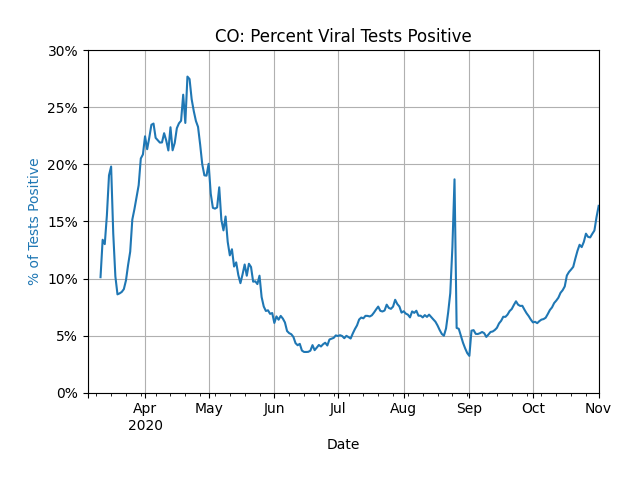 CO: Percent Viral Tests Positive
30%
25%
20%
15%
10%
5%
0%
% of Tests Positive
Apr May Jun Jul Aug Sep Oct Nov
2020
Date